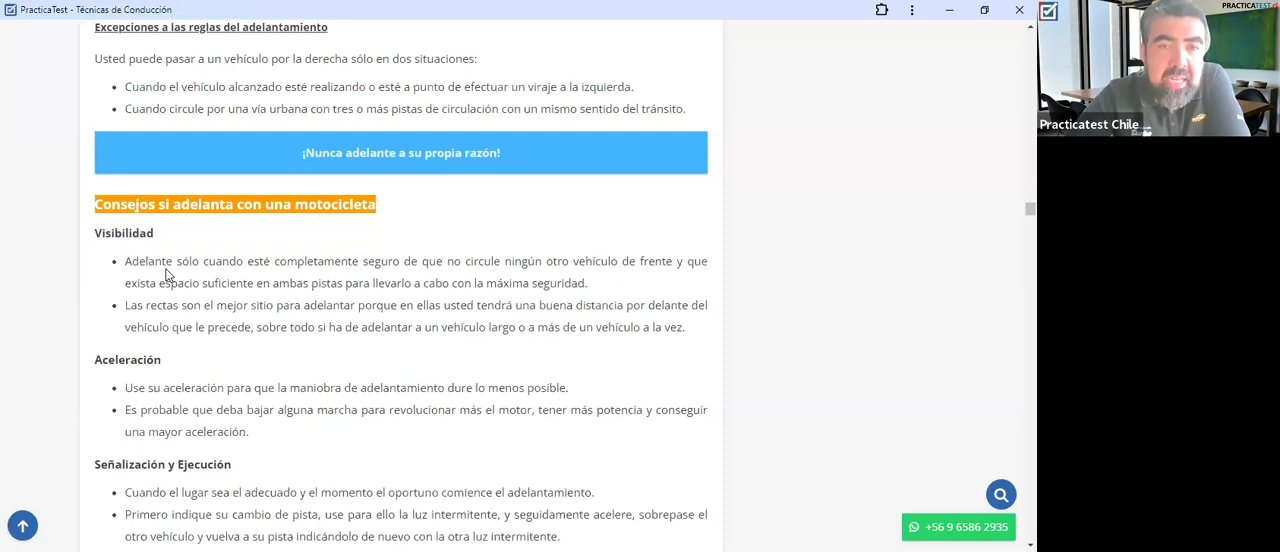 PracticaTest - Técnicas de Conducción
Excepciones a las reglas del adelantamiento
Usted puede pasar a un vehículo por la derecha sólo en dos situaciones:
Cuando el vehículo alcanzado esté realizando o esté a punto de efectuar un viraje a la izquierda.
Cuando circule por una vía urbana con tres o más pistas de circulación con un mismo sentido del tránsito.
¡Nunca adelante a su propia razón!
Consejos si adelanta con una motocicleta
Visibilidad
Adelante sólo cuando esté completamente seguro de que no circule ningún otro vehículo de frente y que
exista espacio suficiente en ambas pistas para llevarlo a cabo con la máxima seguridad.
Las rectas son el mejor sitio para adelantar porque en ellas usted tendrá una buena distancia por delante del
vehículo que le precede, sobre todo si ha de adelantar a un vehículo largo o a más de un vehículo a la vez.
Aceleración
Use su aceleración para que la maniobra de adelantamiento dure lo menos posible.
Es probable que deba bajar alguna marcha para revolucionar más el motor, tener más potencia y conseguir
una mayor aceleración.
Señalización y Ejecución
Cuando el lugar sea el adecuado y el momento el oportuno comience el adelantamiento.
Primero indique su cambio de pista, use para ello la luz intermitente, y seguidamente acelere, sobrepase el
otro vehículo y vuelva a su pista indicándolo de nuevo con la otra luz intermitente.
+56 9 6586 2935
PRACTICATEST
Practicatest Chile